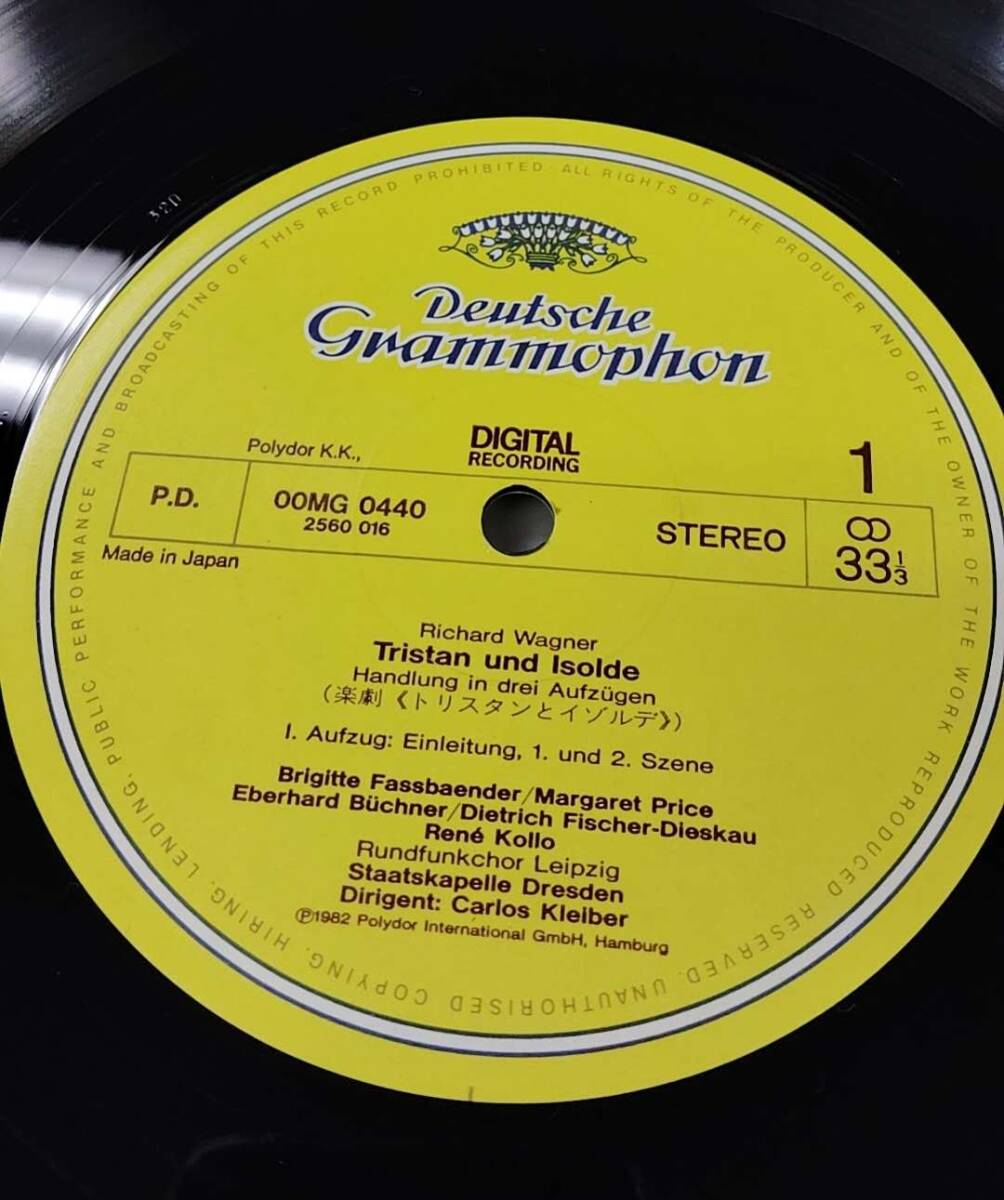 PUBLIC PERFORMANCE AND BROADCASTING OF THIS RECORD PROHIBITED · ALL RIGHTS OF THE PRODUCER AND OF THE OWNER OF THE WORK REPRODUCED RESERVED. UNAUTHORISED COPYING, HIRING, LENDING,
Deutsche
Grammophon
DIGITAL
RECORDING
1
Polydor K.K.,
P.D.
OOMG 0440
2560 016
STEREO
33 1/3
Made in Japan
Richard Wagner
Tristan und Isolde
Handlung in drei Aufzügen
(楽劇《トリスタンとイゾルデ》)
I. Aufzug: Einleitung, 1. und 2. Szene
Brigitte Fassbaender/Margaret Price
Eberhard Büchner/Dietrich Fischer-Dieskau
René Kollo
Rundfunkchor Leipzig
Staatskapelle Dresden
Dirigent: Carlos Kleiber
℗1982 Polydor International GmbH, Hamburg